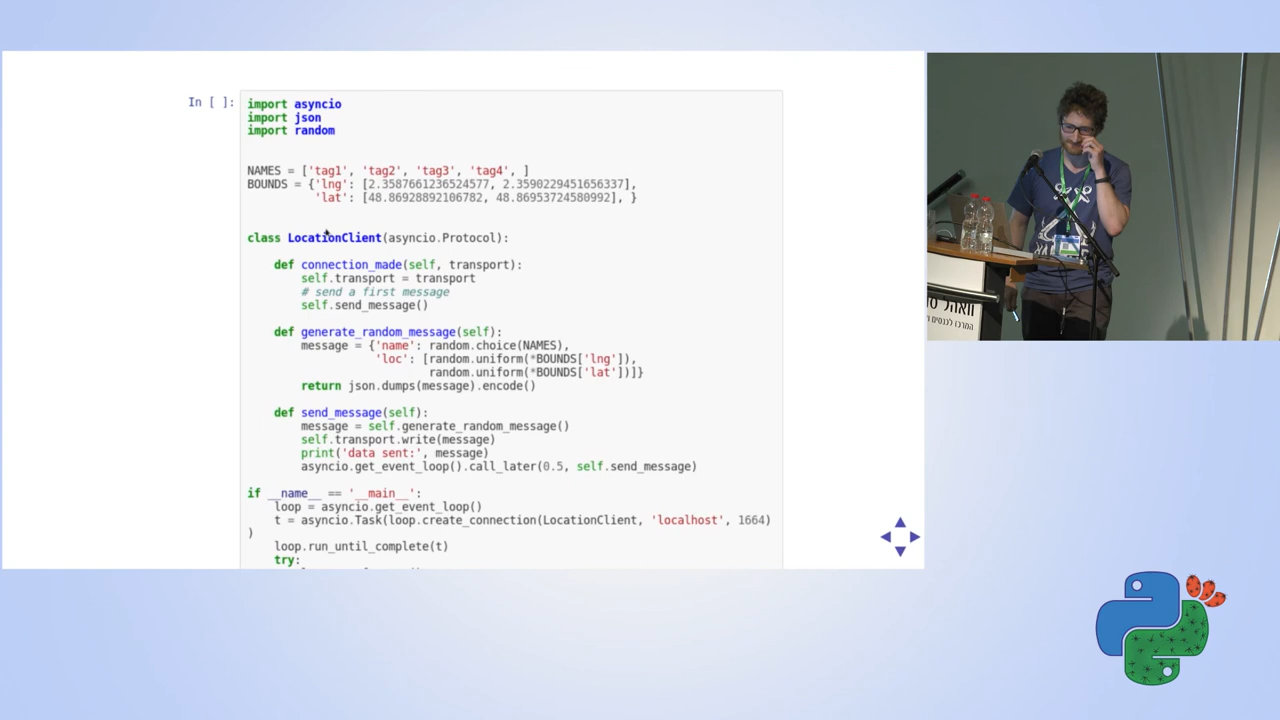 In [ ]:
import asyncio
import json
import random
NAMES = ['tag1', 'tag2', 'tag3', 'tag4', ]
BOUNDS = {'lng': [2.3587661236524577, 2.3590229451656337],
'lat': [48.86928892106782, 48.86953724580992], }
class LocationClient(asyncio.Protocol):
def connection_made(self, transport):
self.transport = transport
# send a first message
self.send_message()
def generate_random_message(self):
message = {'name': random.choice(NAMES),
'loc': [random.uniform(*BOUNDS['lng']),
random.uniform(*BOUNDS['lat'])]}
return json.dumps(message).encode()
def send_message(self):
message = self.generate_random_message()
self.transport.write(message)
print('data sent:', message)
asyncio.get_event_loop().call_later(0.5, self.send_message)
if __name__ == '__main__':
loop = asyncio.get_event_loop()
t = asyncio.Task(loop.create_connection(LocationClient, 'localhost', 1664)
)
loop.run_until_complete(t)
try:
וואהל
המרכז לכנסים